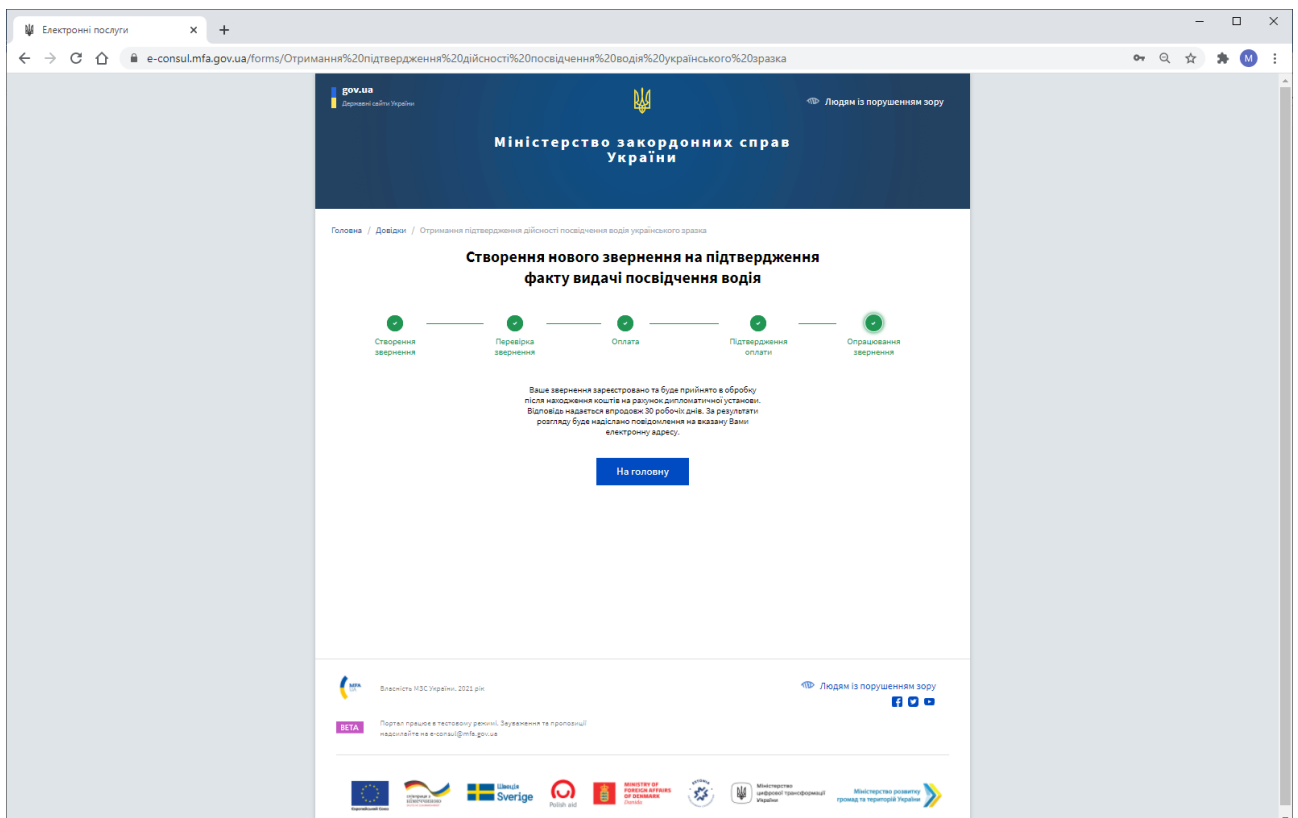 Електронні послуги
e-consul.mfa.gov.ua/forms/Отримання%20підтвердження%20дійсності%20посвідчення%20водія%20українського%20зразка
M
gov.ua
Державні сайти України
Людям із порушенням зору
Міністерство закордонних справ
України
Головна / Довідки / Отримання підтвердження дійсності посвідчення водія українського зразка
Створення нового звернення на підтвердження
факту видачі посвідчення водія
Створення
звернення
Перевірка
звернення
Оплата
Підтвердження
оплати
Опрацювання
звернення
Ваше звернення зареєстровано та буде прийнято в обробку
після находження коштів на рахунок дипломатичної установи.
Відповідь надається впродовж 30 робочіх днів. За результати
розгляду буде надіслано повідомлення на вказану Вами
електронну адресу.
На головну
MFA
Власність МЗС України, 2021 рік
Людям із порушенням зору
BETA
Портал працює в тестовому режимі. Зауваження та пропозиції
надсилайте на e-consul@mfa.gov.ua
Швеція
Sverige
Polish aid
MINISTRY OF
FOREIGN AFFAIRS
OF DENMARK
Danida
ESTONIA
Міністерство
цифрової трансформації
України
Міністерство розвитку
громад та територій України